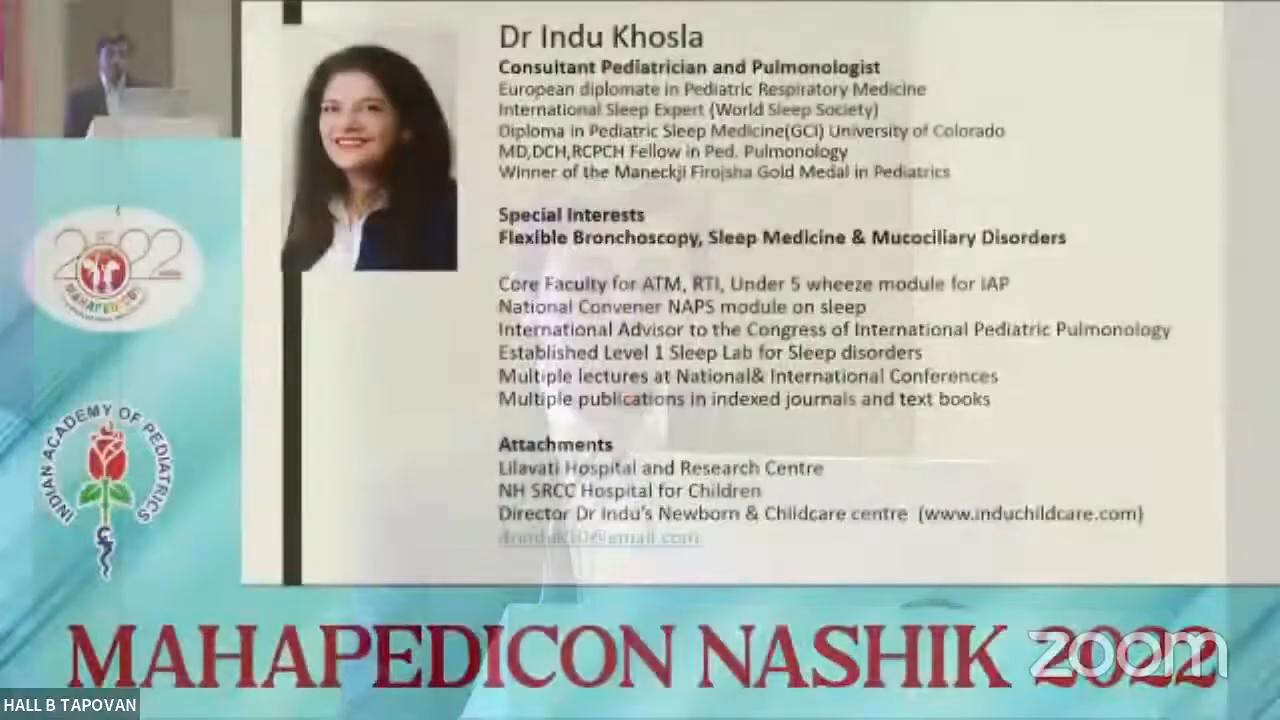 Dr Indu Khosla
Consultant Pediatrician and Pulmonologist
European diplomate in Pediatric Respiratory Medicine
International Sleep Expert (World Sleep Society)
Diploma in Pediatric Sleep Medicine(GCI) University of Colorado
MD,DCH,RCPCH Fellow in Ped. Pulmonology
Winner of the Maneckji Firojsha Gold Medal in Pediatrics
Special Interests
Flexible Bronchoscopy, Sleep Medicine & Mucociliary Disorders
Core Faculty for ATM, RTI, Under 5 wheeze module for IAP
National Convener NAPS module on sleep
International Advisor to the Congress of International Pediatric Pulmonology
Established Level 1 Sleep Lab for Sleep disorders
Multiple lectures at National& International Conferences
Multiple publications in indexed journals and text books
Attachments
Lilavati Hospital and Research Centre
NH SRCC Hospital for Children
Director Dr Indu's Newborn & Childcare centre (www.induchildcare.com)
2022
MAHAPEDICON
INDIAN ACADEMY OF PEDIATRICS
MAHAPEDICON NASHIK 2022
zoom
HALL B TAPOVAN